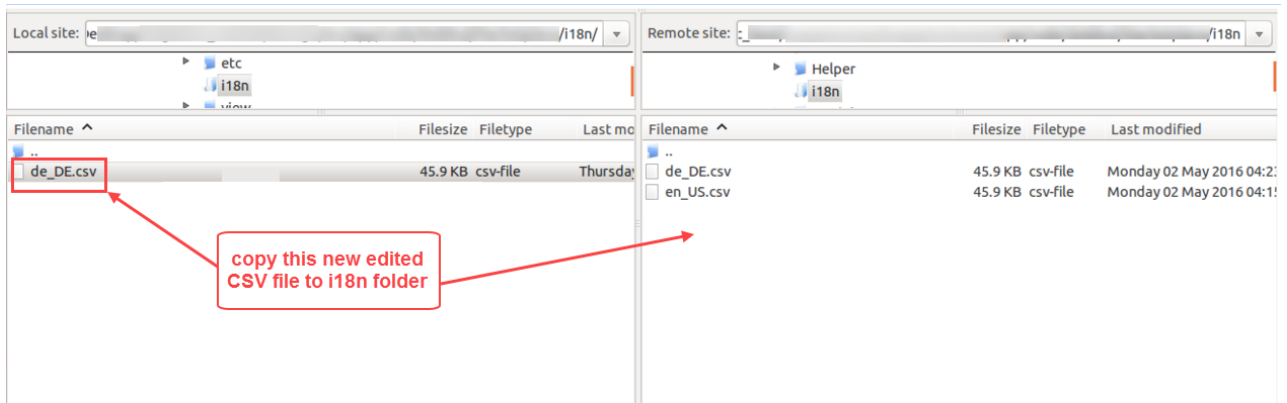 Local site: /i18n/
Remote site: /i18n
etc
i18n
view
Helper
i18n
Filename Filesize Filetype Last mo
..
de_DE.csv 45.9 KB csv-file Thursday
Filename Filesize Filetype Last modified
..
de_DE.csv 45.9 KB csv-file Monday 02 May 2016 04:2
en_US.csv 45.9 KB csv-file Monday 02 May 2016 04:1
copy this new edited
CSV file to i18n folder